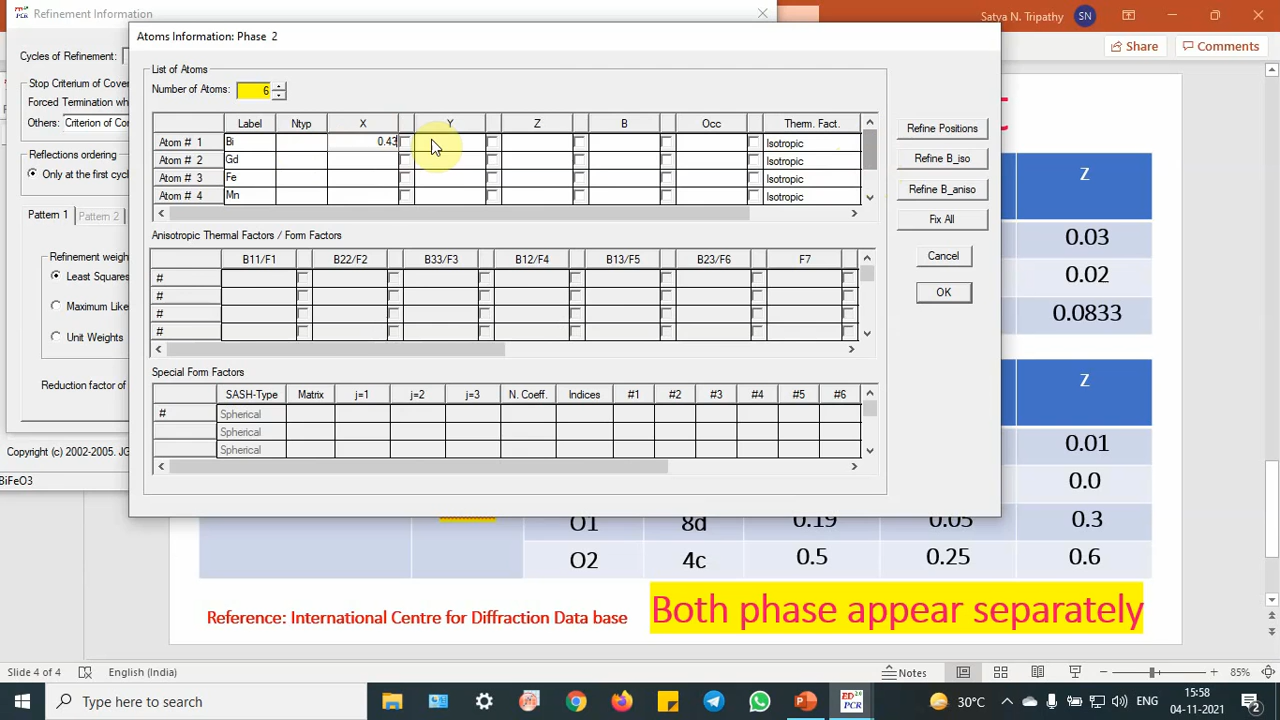 Refinement Information
Satya N. Tripathy SN
Share Comments
Cycles of Refinement:
Stop Criterium of Cover
Forced Termination wh
Others: Criterion of Con
Reflections ordering
Only at the first cycl
Pattern 1 Pattern 2
Refinement weigh
Least Squares
Maximum Like
Unit Weights
Reduction factor of
Copyright (c) 2002-2005. JG
BiFeO3
Atoms Information: Phase 2
List of Atoms
Number of Atoms: 6
Label Ntyp X Y Z B Occ Therm. Fact.
Atom # 1 Bi 0.43 Isotropic
Atom # 2 Gd Isotropic
Atom # 3 Fe Isotropic
Atom # 4 Mn Isotropic
Refine Positions
Refine B_iso
Refine B_aniso
Fix All
Cancel
OK
Anisotropic Thermal Factors / Form Factors
B11/F1 B22/F2 B33/F3 B12/F4 B13/F5 B23/F6 F7
#
#
#
#
Special Form Factors
SASH-Type Matrix j=1 j=2 j=3 N. Coeff. Indices #1 #2 #3 #4 #5 #6
# Spherical
Spherical
Spherical
Z
0.03
0.02
0.0833
Z
0.01
0.0
O1 8d 0.19 0.05 0.3
O2 4c 0.5 0.25 0.6
Reference: International Centre for Diffraction Data base
Both phase appear separately
Slide 4 of 4 English (India) Notes 85%
Type here to search
ED 20 PCR
30°C ENG 15:58
04-11-2021 2